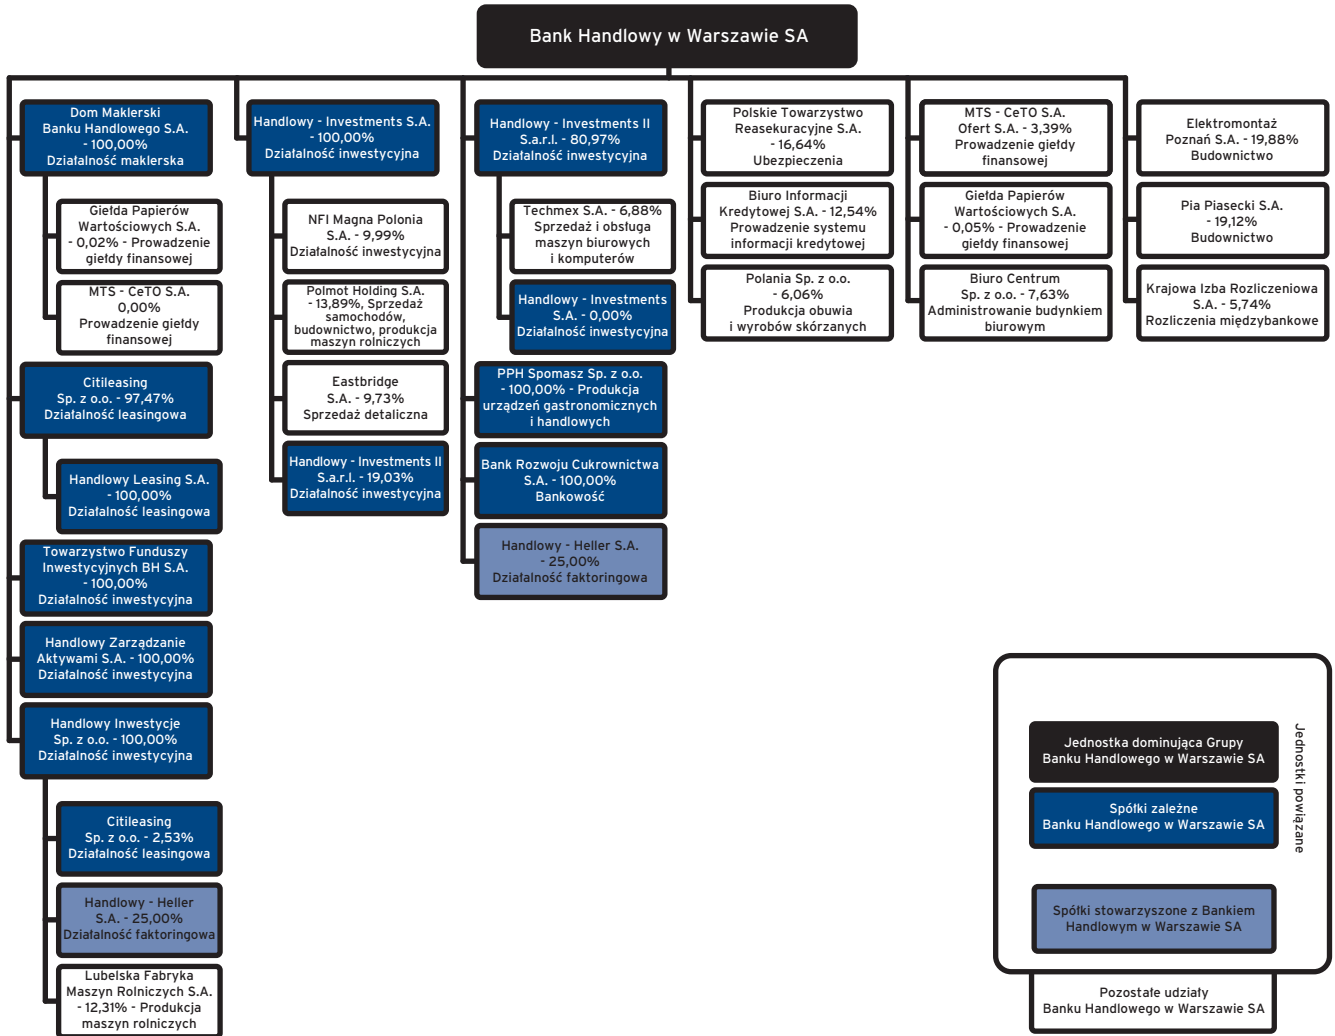 Bank Handlowy w Warszawie SA
Dom Maklerski
Banku Handlowego S.A.
- 100,00%
Działalność maklerska
Giełda Papierów
Wartościowych S.A.
- 0,02% - Prowadzenie
giełdy finansowej
MTS - CeTO S.A.
0,00%
Prowadzenie giełdy
finansowej
Citileasing
Sp. z o.o. - 97,47%
Działalność leasingowa
Handlowy Leasing S.A.
- 100,00%
Działalność leasingowa
Towarzystwo Funduszy
Inwestycyjnych BH S.A.
- 100,00%
Działalność inwestycyjna
Handlowy Zarządzanie
Aktywami S.A. - 100,00%
Działalność inwestycyjna
Handlowy Inwestycje
Sp. z o.o. - 100,00%
Działalność inwestycyjna
Citileasing
Sp. z o.o. - 2,53%
Działalność leasingowa
Handlowy - Heller
S.A. - 25,00%
Działalność faktoringowa
Lubelska Fabryka
Maszyn Rolniczych S.A.
- 12,31% - Produkcja
maszyn rolniczych
Handlowy - Investments S.A.
- 100,00%
Działalność inwestycyjna
NFI Magna Polonia
S.A. - 9,99%
Działalność inwestycyjna
Polmot Holding S.A.
- 13,89%, Sprzedaż
samochodów,
budownictwo, produkcja
maszyn rolniczych
Eastbridge
S.A. - 9,73%
Sprzedaż detaliczna
Handlowy - Investments II
S.a.r.l. - 19,03%
Działalność inwestycyjna
Handlowy - Investments II
S.a.r.l. - 80,97%
Działalność inwestycyjna
Techmex S.A. - 6,88%
Sprzedaż i obsługa
maszyn biurowych
i komputerów
Handlowy - Investments
S.A. - 0,00%
Działalność inwestycyjna
PPH Spomasz Sp. z o.o.
- 100,00% - Produkcja
urządzeń gastronomicznych
i handlowych
Bank Rozwoju Cukrownictwa
S.A. - 100,00%
Bankowość
Handlowy - Heller S.A.
- 25,00%
Działalność faktoringowa
Polskie Towarzystwo
Reasekuracyjne S.A.
- 16,64%
Ubezpieczenia
Biuro Informacji
Kredytowej S.A. - 12,54%
Prowadzenie systemu
informacji kredytowej
Polania Sp. z o.o.
- 6,06%
Produkcja obuwia
i wyrobów skórzanych
MTS - CeTO S.A.
Ofert S.A. - 3,39%
Prowadzenie giełdy
finansowej
Giełda Papierów
Wartościowych S.A.
- 0,05% - Prowadzenie
giełdy finansowej
Biuro Centrum
Sp. z o.o. - 7,63%
Administrowanie budynkiem
biurowym
Elektromontaż
Poznań S.A. - 19,88%
Budownictwo
Pia Piasecki S.A.
- 19,12%
Budownictwo
Krajowa Izba Rozliczeniowa
S.A. - 5,74%
Rozliczenia międzybankowe
Jednostka dominująca Grupy
Banku Handlowego w Warszawie SA
Spółki zależne
Banku Handlowego w Warszawie SA
Spółki stowarzyszone z Bankiem
Handlowym w Warszawie SA
Jednostki powiązane
Pozostałe udziały
Banku Handlowego w Warszawie SA